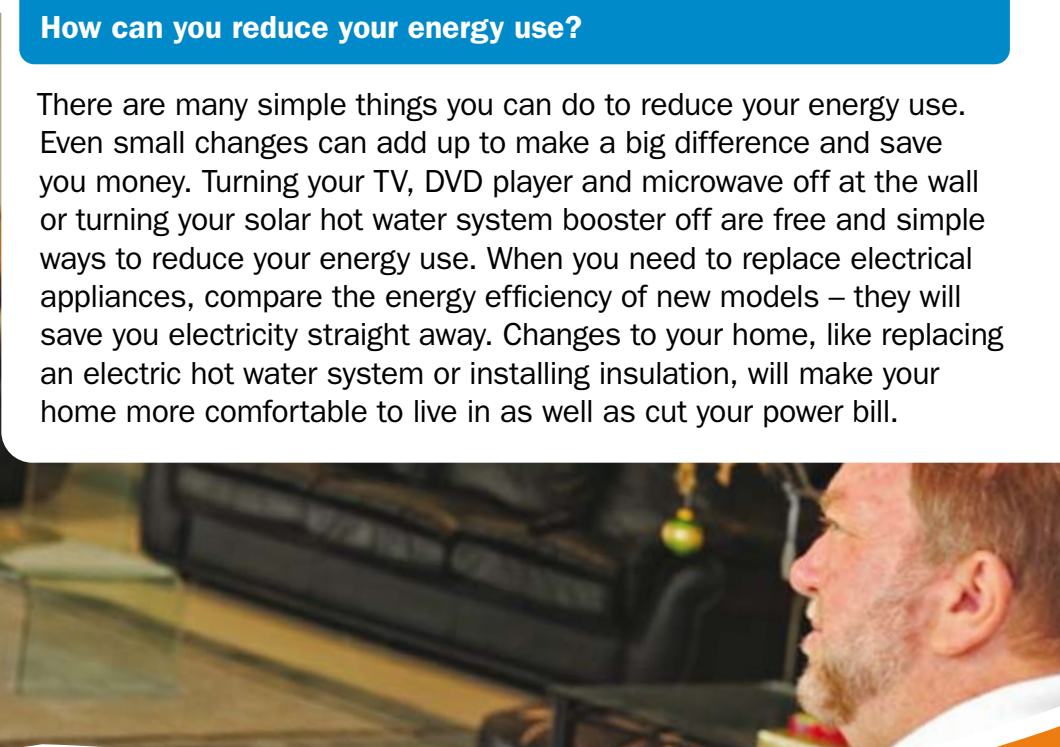 How can you reduce your energy use?
There are many simple things you can do to reduce your energy use.
Even small changes can add up to make a big difference and save
you money. Turning your TV, DVD player and microwave off at the wall
or turning your solar hot water system booster off are free and simple
ways to reduce your energy use. When you need to replace electrical
appliances, compare the energy efficiency of new models – they will
save you electricity straight away. Changes to your home, like replacing
an electric hot water system or installing insulation, will make your
home more comfortable to live in as well as cut your power bill.